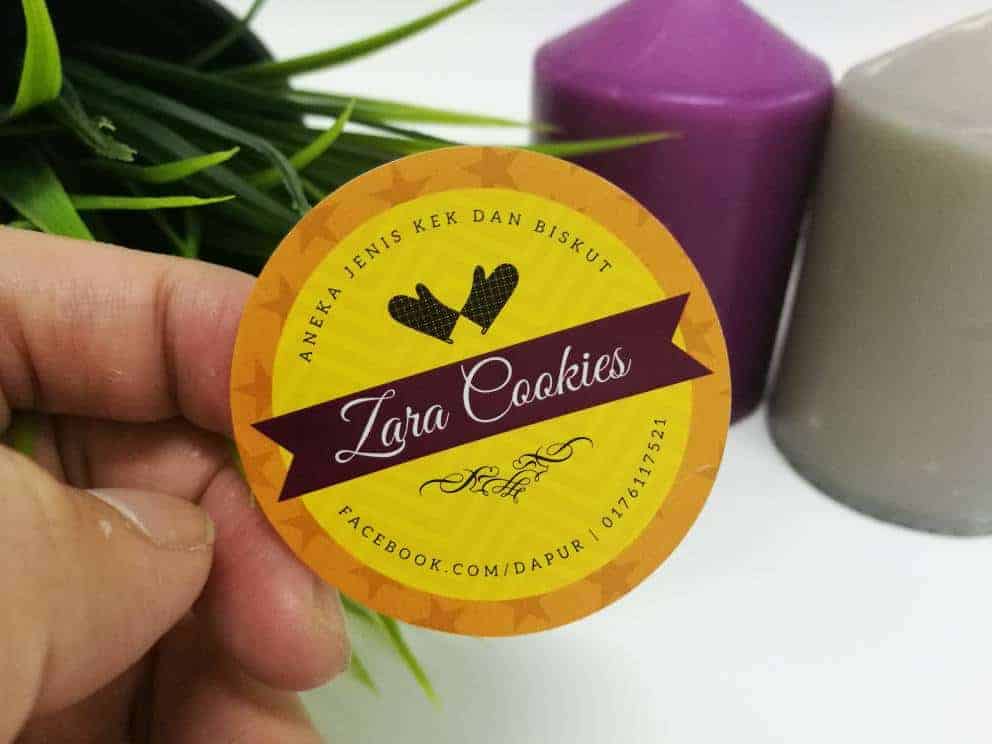 ANEKA JENIS KEK DAN BISKUT
Zara Cookies
FACEBOOK.COM/DAPUR | 0176117521